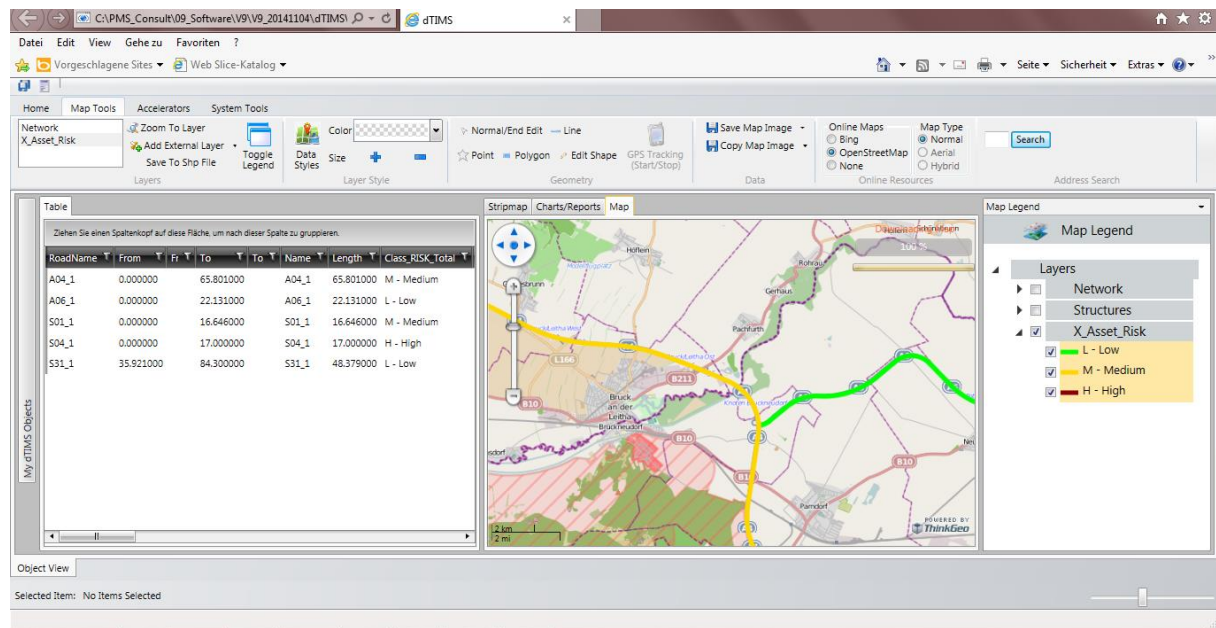 C:\PMS_Consult\09_Software\V9\V9_20141104\dTIMS\
dTIMS
Datei Edit View Gehe zu Favoriten ?
Vorgeschlagene Sites Web Slice-Katalog
Seite Sicherheit Extras
Home Map Tools Accelerators System Tools
Network
X_Asset_Risk
Zoom To Layer
Add External Layer
Save To Shp File
Toggle Legend
Layers
Data Styles
Color
Size
Layer Style
Normal/End Edit Line
Point Polygon Edit Shape
GPS Tracking (Start/Stop)
Geometry
Save Map Image
Copy Map Image
Data
Online Maps
Bing
OpenStreetMap
None
Map Type
Normal
Aerial
Hybrid
Online Resources
Search
Address Search
My dTIMS Objects
Table
Ziehen Sie einen Spaltenkopf auf diese Fläche, um nach dieser Spalte zu gruppieren.
RoadName From Fr To To Name Length Class_RISK_Total
A04_1 0.000000 65.801000 A04_1 65.801000 M - Medium
A06_1 0.000000 22.131000 A06_1 22.131000 L - Low
S01_1 0.000000 16.646000 S01_1 16.646000 M - Medium
S04_1 0.000000 17.000000 S04_1 17.000000 H - High
S31_1 35.921000 84.300000 S31_1 48.379000 L - Low
Stripmap Charts/Reports Map
100 %
Höflein
Rohrau
Gerhaus
Pachfurth
L166
B211
B10
Bruck
an der
Leitha
Bruckneudorf
B10
B10
Parndorf
2 km
2 mi
POWERED BY
ThinkGeo
Map Legend
Map Legend
Layers
Network
Structures
X_Asset_Risk
L - Low
M - Medium
H - High
Object View
Selected Item: No Items Selected